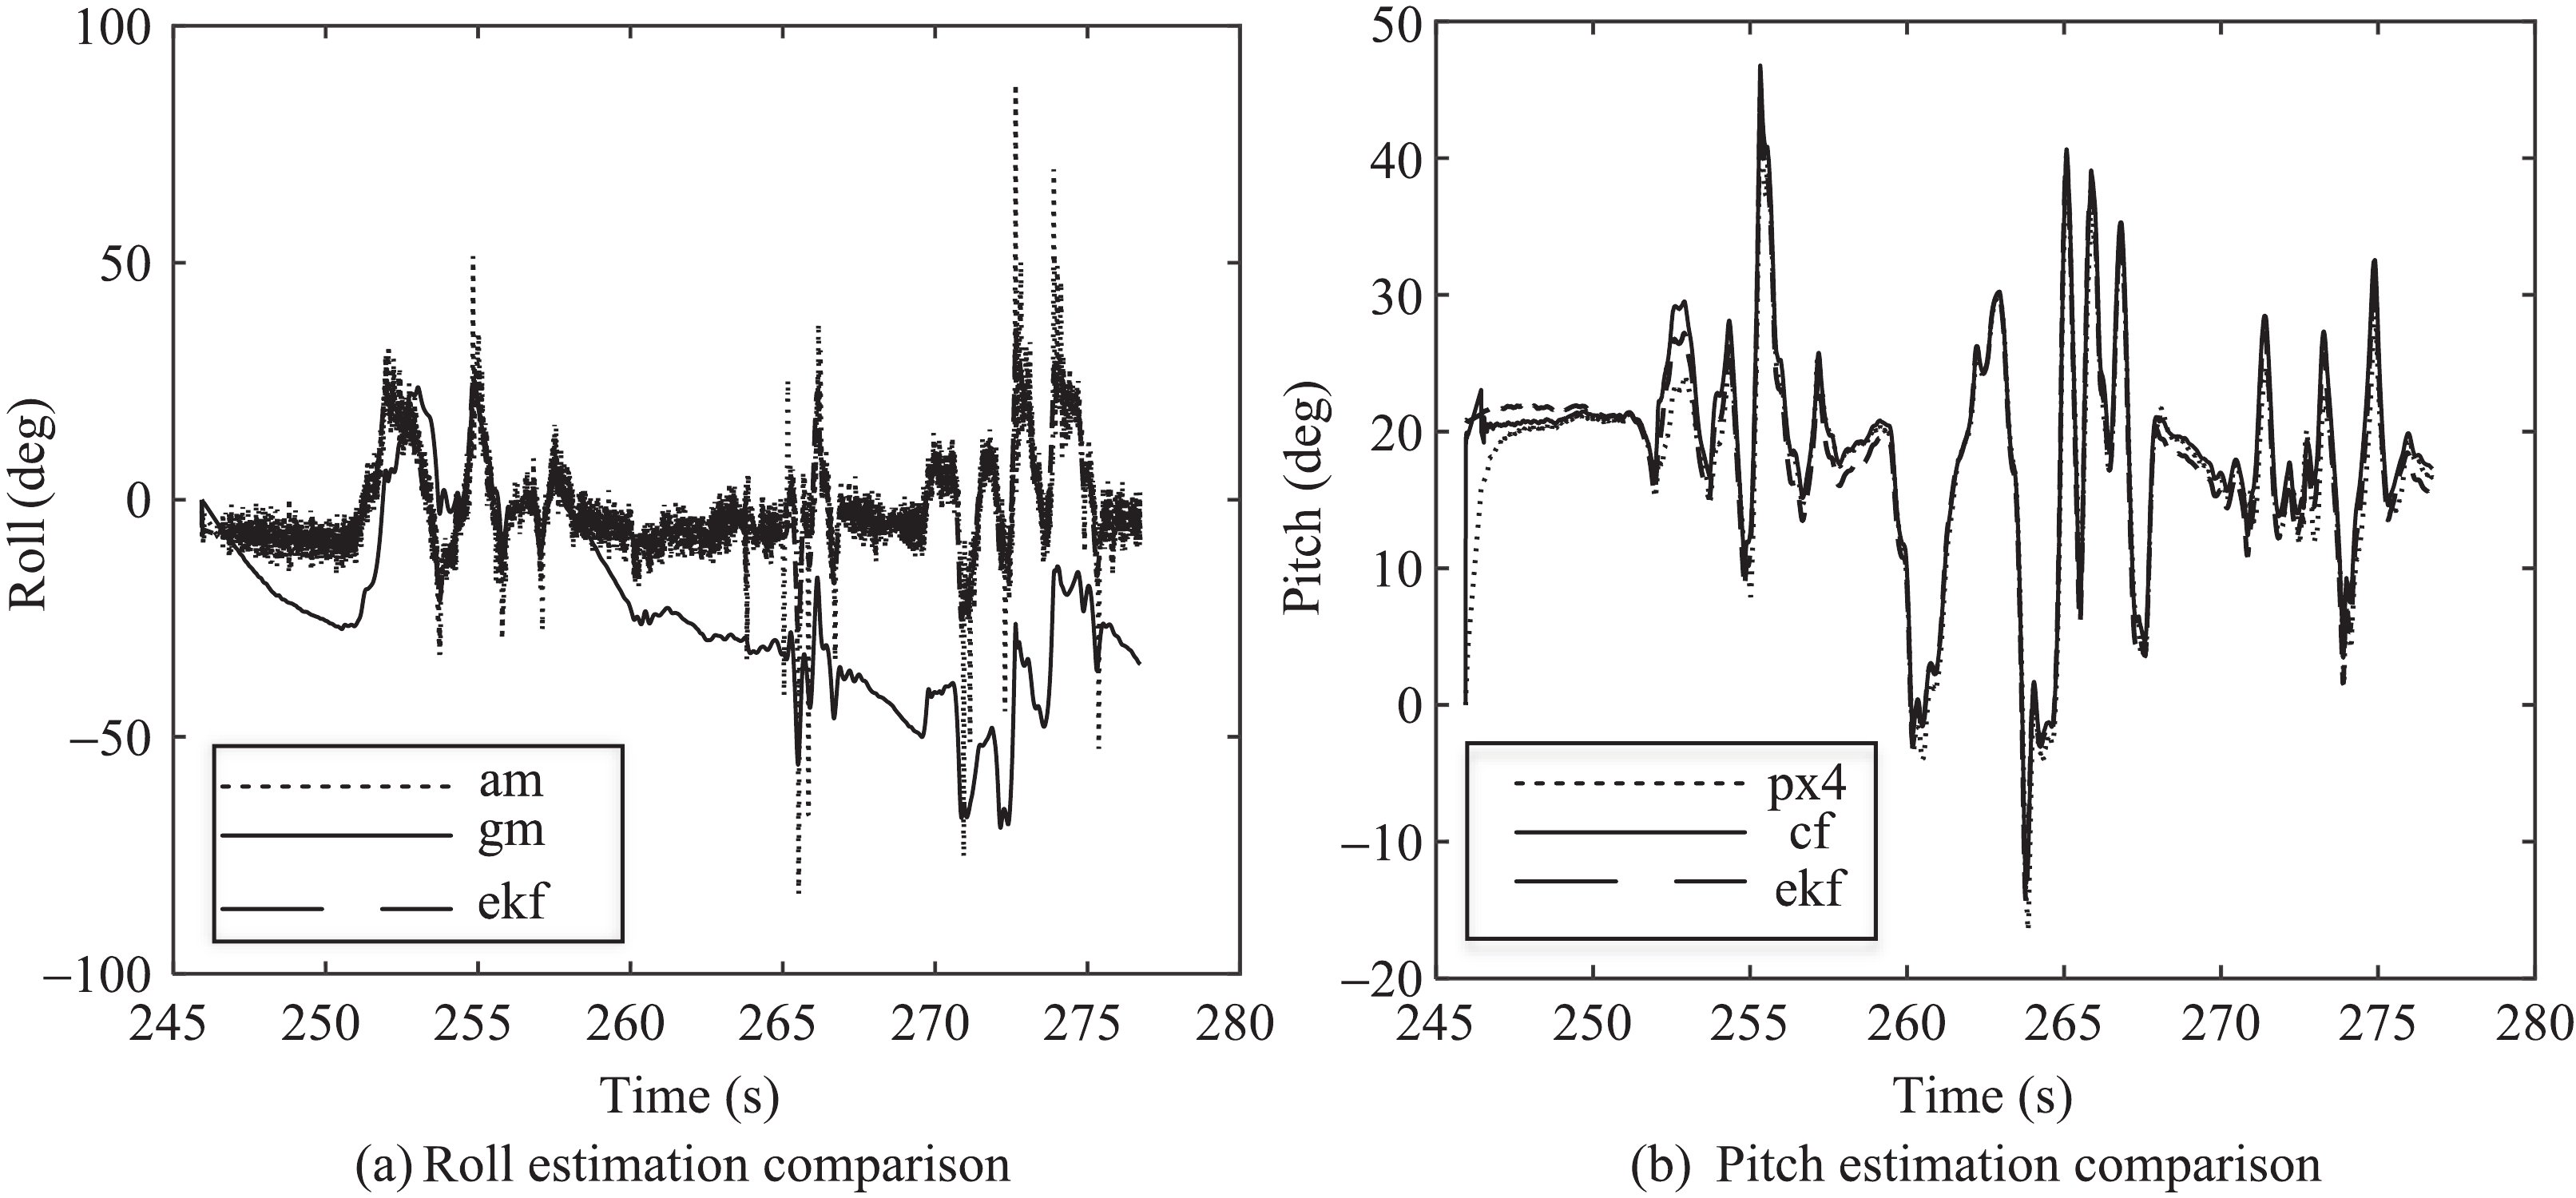 100
50
0
–50
–100
Roll (deg)
am
gm
ekf
245 250 255 260 265 270 275 280
Time (s)
(a) Roll estimation comparison
50
40
30
20
10
0
–10
–20
Pitch (deg)
px4
cf
ekf
245 250 255 260 265 270 275 280
Time (s)
(b) Pitch estimation comparison